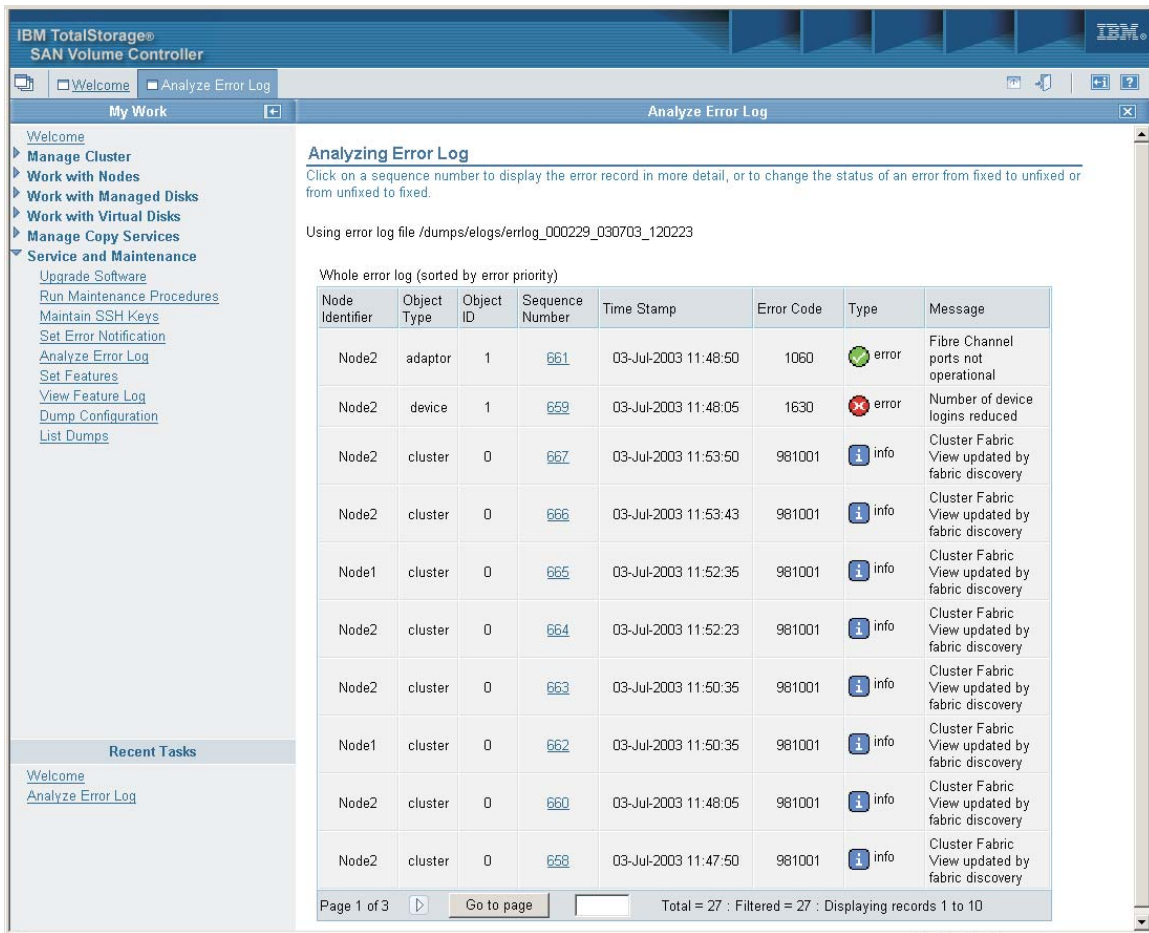 IBM TotalStorage®
SAN Volume Controller
IBM®
Welcome
Analyze Error Log
My Work
Analyze Error Log
Welcome
Manage Cluster
Work with Nodes
Work with Managed Disks
Work with Virtual Disks
Manage Copy Services
Service and Maintenance
Upgrade Software
Run Maintenance Procedures
Maintain SSH Keys
Set Error Notification
Analyze Error Log
Set Features
View Feature Log
Dump Configuration
List Dumps
Recent Tasks
Welcome
Analyze Error Log
Analyzing Error Log
Click on a sequence number to display the error record in more detail, or to change the status of an error from fixed to unfixed or
from unfixed to fixed.
Using error log file /dumps/elogs/errlog_000229_030703_120223
Whole error log (sorted by error priority)
Node Identifier Object Type Object ID Sequence Number Time Stamp Error Code Type Message
Node2 adaptor 1 661 03-Jul-2003 11:48:50 1060 error Fibre Channel ports not operational
Node2 device 1 659 03-Jul-2003 11:48:05 1630 error Number of device logins reduced
Node2 cluster 0 667 03-Jul-2003 11:53:50 981001 info Cluster Fabric View updated by fabric discovery
Node2 cluster 0 666 03-Jul-2003 11:53:43 981001 info Cluster Fabric View updated by fabric discovery
Node1 cluster 0 665 03-Jul-2003 11:52:35 981001 info Cluster Fabric View updated by fabric discovery
Node2 cluster 0 664 03-Jul-2003 11:52:23 981001 info Cluster Fabric View updated by fabric discovery
Node2 cluster 0 663 03-Jul-2003 11:50:35 981001 info Cluster Fabric View updated by fabric discovery
Node1 cluster 0 662 03-Jul-2003 11:50:35 981001 info Cluster Fabric View updated by fabric discovery
Node2 cluster 0 660 03-Jul-2003 11:48:05 981001 info Cluster Fabric View updated by fabric discovery
Node2 cluster 0 658 03-Jul-2003 11:47:50 981001 info Cluster Fabric View updated by fabric discovery
Page 1 of 3 Go to page Total = 27 : Filtered = 27 : Displaying records 1 to 10